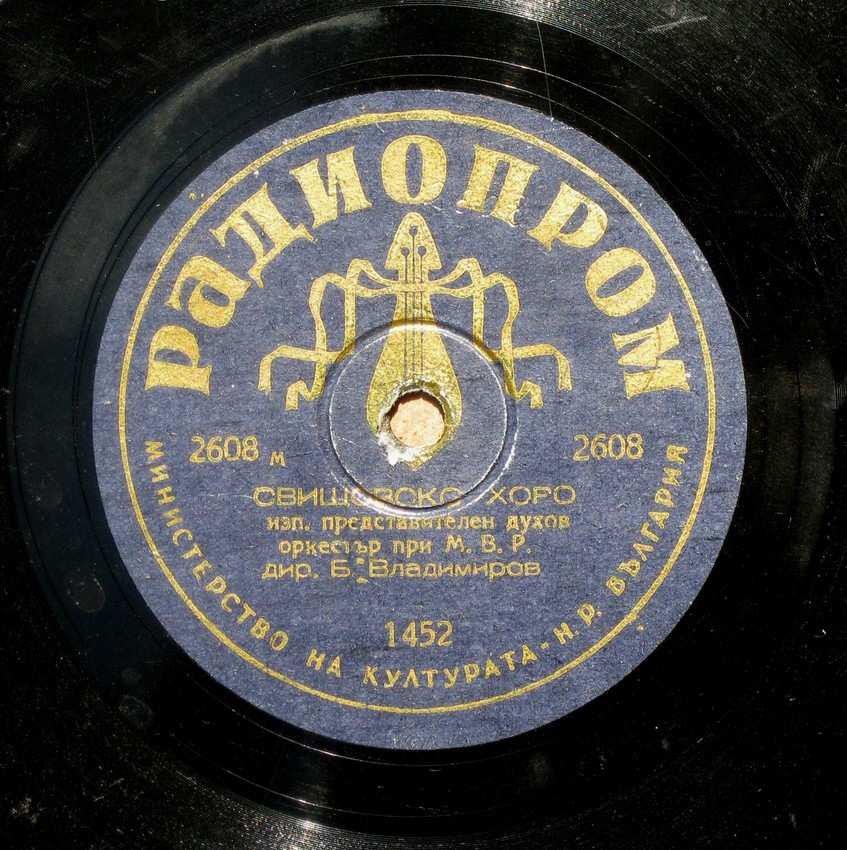 Радиопром
2608 м 2608
СВИЩОВСКО ХОРО
изп. представителен духов
оркестър при М. В. Р.
дир. Б. Владимиров
1452
МИНИСТЕРСТВО НА КУЛТУРАТА - Н. Р. БЪЛГАРИЯ